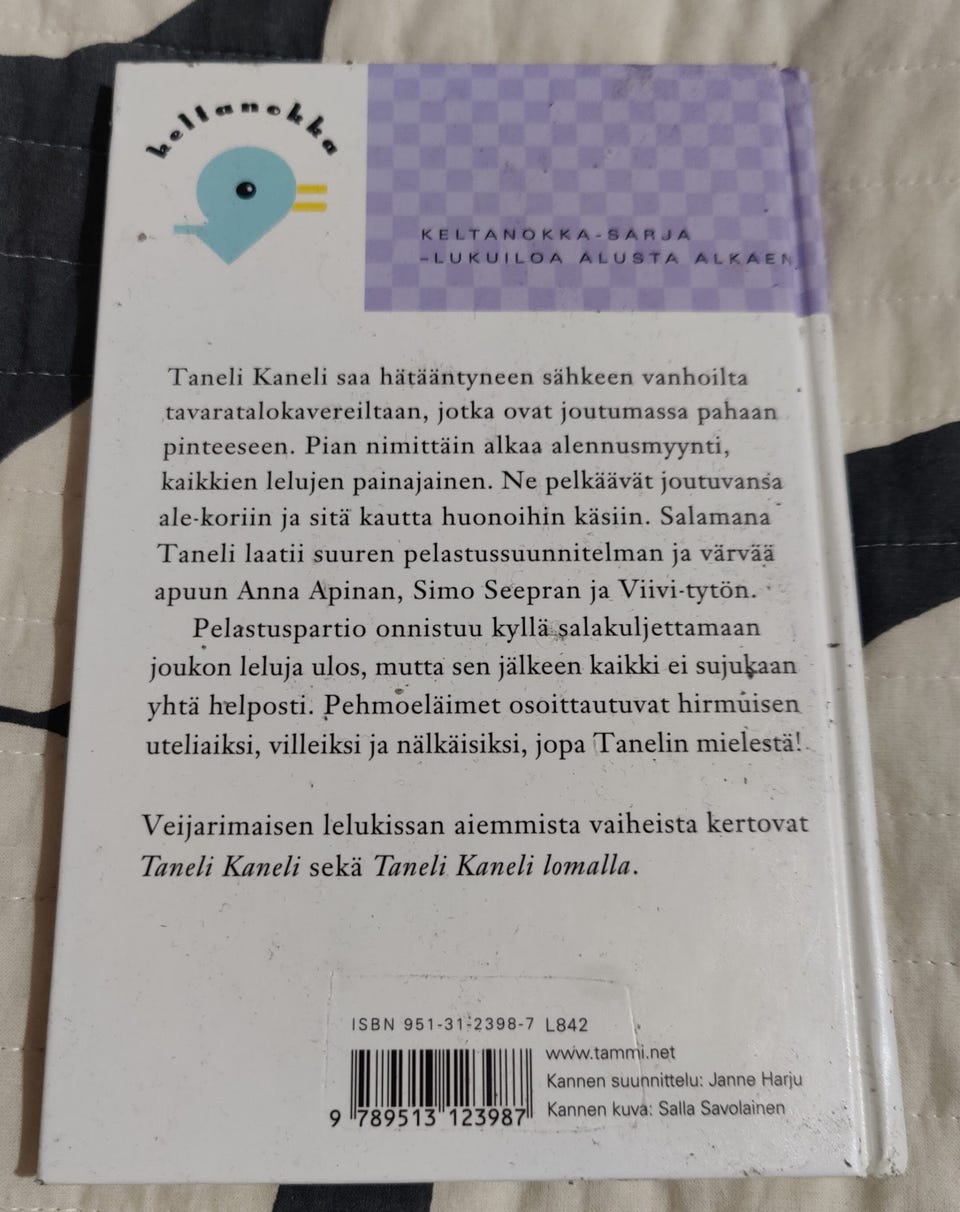 keltanokka
KELTANOKKA-SARJA
-LUKUILOA ALUSTA ALKAEN
Taneli Kaneli saa hätääntyneen sähkeen vanhoilta
tavaratalokavereiltaan, jotka ovat joutumassa pahaan
pinteeseen. Pian nimittäin alkaa alennusmyynti,
kaikkien lelujen painajainen. Ne pelkäävät joutuvansa
ale-koriin ja sitä kautta huonoihin käsiin. Salamana
Taneli laatii suuren pelastussuunnitelman ja värvää
apuun Anna Apinan, Simo Seepran ja Viivi-tytön.
Pelastuspartio onnistuu kyllä salakuljettamaan
joukon leluja ulos, mutta sen jälkeen kaikki ei sujukaan
yhtä helposti. Pehmoeläimet osoittautuvat hirmuisen
uteliaiksi, villeiksi ja nälkäisiksi, jopa Tanelin mielestä!
Veijarimaisen lelukissan aiemmista vaiheista kertovat
Taneli Kaneli sekä Taneli Kaneli lomalla.
ISBN 951-31-2398-7 L842
www.tammi.net
Kannen suunnittelu: Janne Harju
Kannen kuva: Salla Savolainen
9 789513 123987